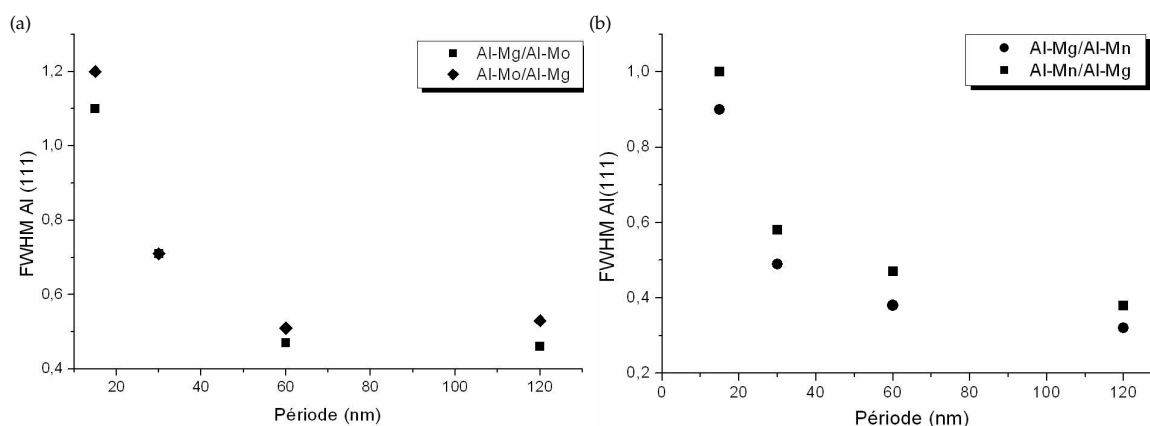 (a)
Al-Mg/Al-Mo
Al-Mo/Al-Mg
1,2
1,0
0,8
0,6
0,4
FWHM Al (111)
20 40 60 80 100 120
Période (nm)
(b)
Al-Mg/Al-Mn
Al-Mn/Al-Mg
1,0
0,8
0,6
0,4
0,2
FWHM Al(111)
0 20 40 60 80 100 120
Période (nm)